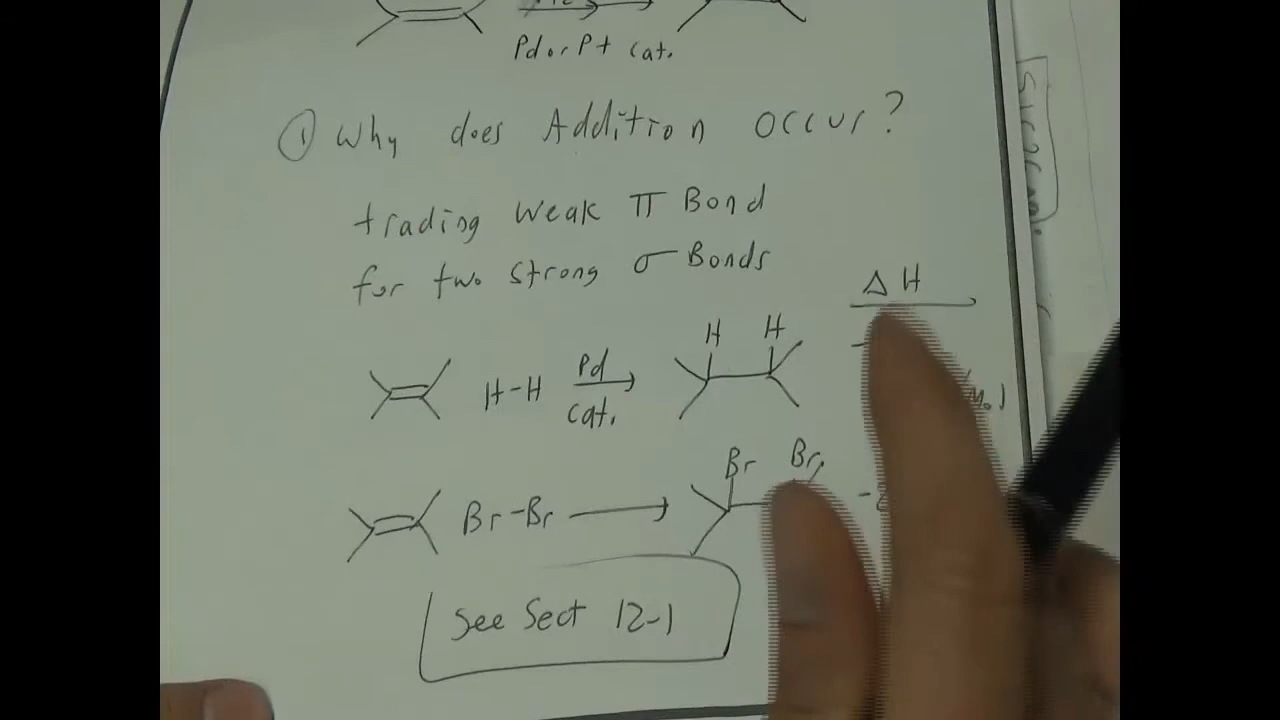 Pd or Pt cat.
① Why does Addition occur?
trading weak π Bond
for two strong σ Bonds
ΔH
H H
H-H Pd
cat.
Br Br
Br-Br
See Sect 12-1